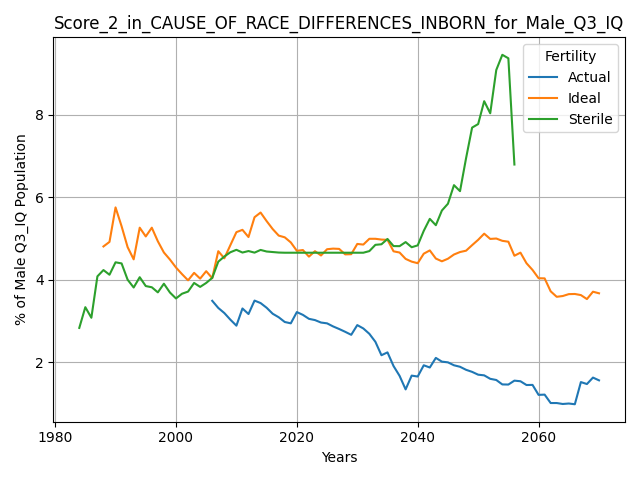 Score_2_in_CAUSE_OF_RACE_DIFFERENCES_INBORN_for_Male_Q3_IQ
Fertility
Actual
Ideal
Sterile
% of Male Q3_IQ Population
8
6
4
2
1980
2000
2020
2040
2060
Years